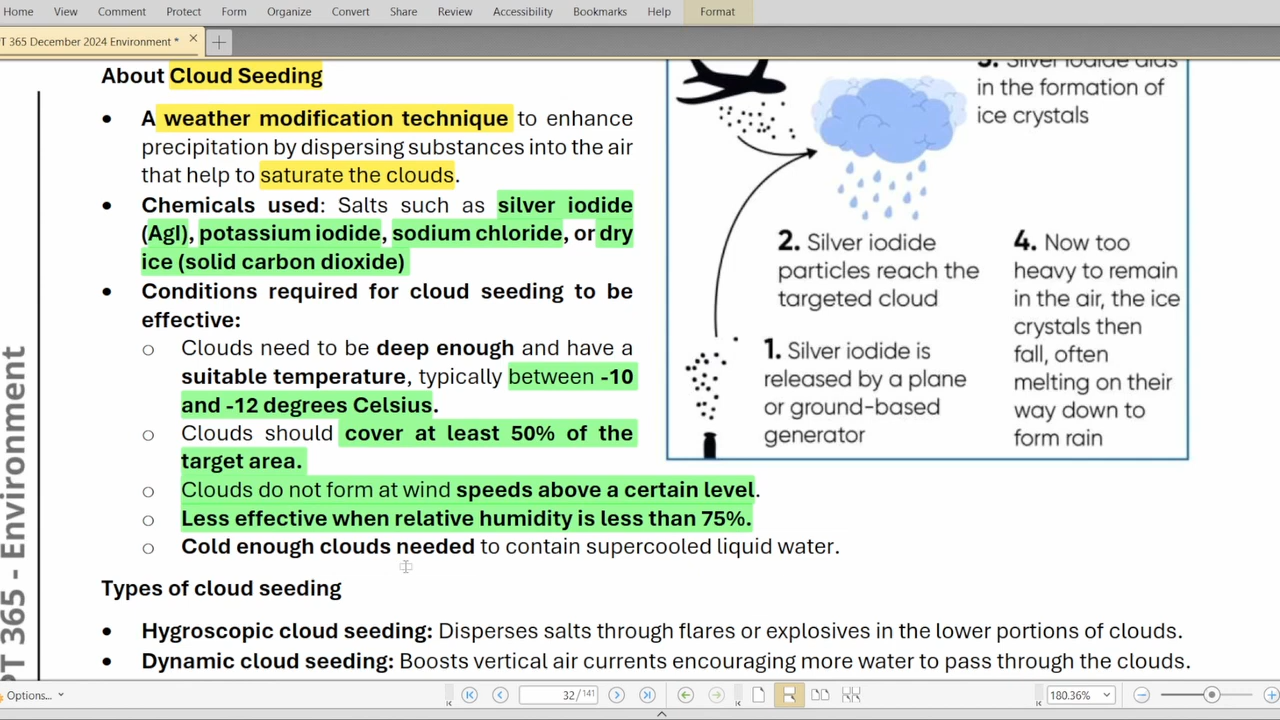 Home View Comment Protect Form Organize Convert Share Review Accessibility Bookmarks Help Format
T 365 December 2024 Environment *
About Cloud Seeding
• A weather modification technique to enhance
precipitation by dispersing substances into the air
that help to saturate the clouds.
• Chemicals used: Salts such as silver iodide
(AgI), potassium iodide, sodium chloride, or dry
ice (solid carbon dioxide)
• Conditions required for cloud seeding to be
effective:
○ Clouds need to be deep enough and have a
suitable temperature, typically between -10
and -12 degrees Celsius.
○ Clouds should cover at least 50% of the
target area.
○ Clouds do not form at wind speeds above a certain level.
○ Less effective when relative humidity is less than 75%.
○ Cold enough clouds needed to contain supercooled liquid water.
3. Silver iodide aids
in the formation of
ice crystals
2. Silver iodide
particles reach the
targeted cloud
4. Now too
heavy to remain
in the air, the ice
crystals then
fall, often
melting on their
way down to
form rain
1. Silver iodide is
released by a plane
or ground-based
generator
Types of cloud seeding
• Hygroscopic cloud seeding: Disperses salts through flares or explosives in the lower portions of clouds.
• Dynamic cloud seeding: Boosts vertical air currents encouraging more water to pass through the clouds.
PT 365 - Environment
Options...
32 / 141
180.36%